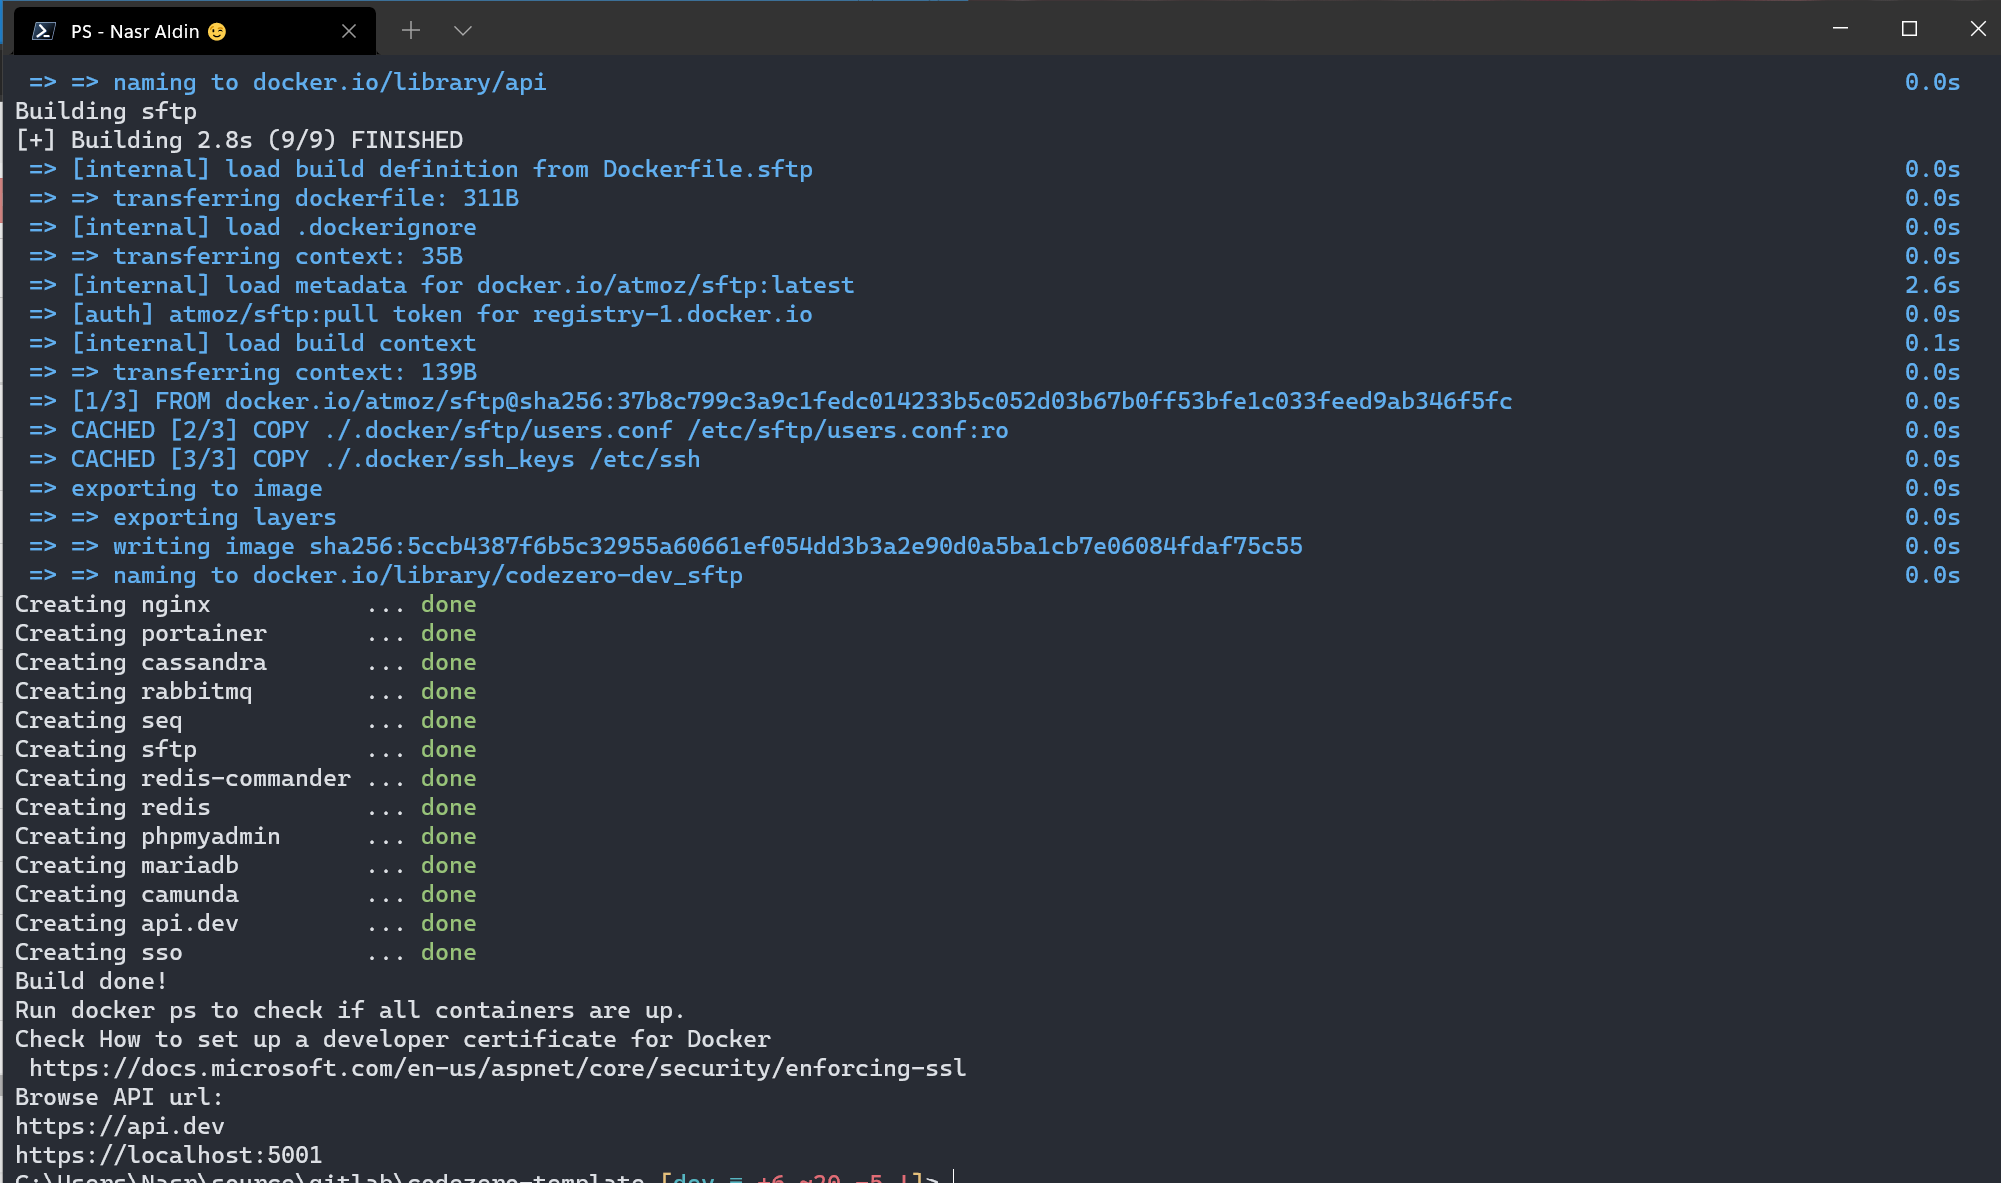 PS - Nasr Aldin 😉
=> => naming to docker.io/library/api 0.0s
Building sftp
[+] Building 2.8s (9/9) FINISHED
=> [internal] load build definition from Dockerfile.sftp 0.0s
=> => transferring dockerfile: 311B 0.0s
=> [internal] load .dockerignore 0.0s
=> => transferring context: 35B 0.0s
=> [internal] load metadata for docker.io/atmoz/sftp:latest 2.6s
=> [auth] atmoz/sftp:pull token for registry-1.docker.io 0.0s
=> [internal] load build context 0.1s
=> => transferring context: 139B 0.0s
=> [1/3] FROM docker.io/atmoz/sftp@sha256:37b8c799c3a9c1fedc014233b5c052d03b67b0ff53bfe1c033feed9ab346f5fc 0.0s
=> CACHED [2/3] COPY ./.docker/sftp/users.conf /etc/sftp/users.conf:ro 0.0s
=> CACHED [3/3] COPY ./.docker/ssh_keys /etc/ssh 0.0s
=> exporting to image 0.0s
=> => exporting layers 0.0s
=> => writing image sha256:5ccb4387f6b5c32955a60661ef054dd3b3a2e90d0a5ba1cb7e06084fdaf75c55 0.0s
=> => naming to docker.io/library/codezero-dev_sftp 0.0s
Creating nginx ... done
Creating portainer ... done
Creating cassandra ... done
Creating rabbitmq ... done
Creating seq ... done
Creating sftp ... done
Creating redis-commander ... done
Creating redis ... done
Creating phpmyadmin ... done
Creating mariadb ... done
Creating camunda ... done
Creating api.dev ... done
Creating sso ... done
Build done!
Run docker ps to check if all containers are up.
Check How to set up a developer certificate for Docker
https://docs.microsoft.com/en-us/aspnet/core/security/enforcing-ssl
Browse API url:
https://api.dev
https://localhost:5001
C:\Users\Nasr\source\gitlab\codezero-template [dev ≡ +6 ~20 -5 !]>